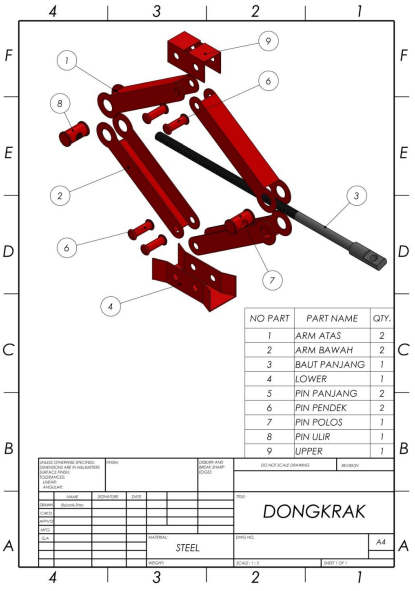 4 3 2 1
F F
E E
D D
C C
B B
A A
1
9
6
8
2
3
6
7
4
NO PART PART NAME QTY.
1 ARM ATAS 2
2 ARM BAWAH 2
3 BAUT PANJANG 1
4 LOWER 1
5 PIN PANJANG 2
6 PIN PENDEK 2
7 PIN POLOS 1
8 PIN ULIR 1
9 UPPER 1
UNLESS OTHERWISE SPECIFIED:
DIMENSIONS ARE IN MILLIMETERS
SURFACE FINISH:
TOLERANCES:
LINEAR:
ANGULAR:
FINISH:
DEBURR AND
BREAK SHARP
EDGES
DO NOT SCALE DRAWING
REVISION
NAME SIGNATURE DATE
TITLE:
DRAWN
CHK'D
APPV'D
MFG
Q.A
DONGKRAK
MATERIAL:
STEEL
DWG NO.
A4
WEIGHT:
SCALE: 1 : 5
SHEET 1 OF 1
4 3 2 1